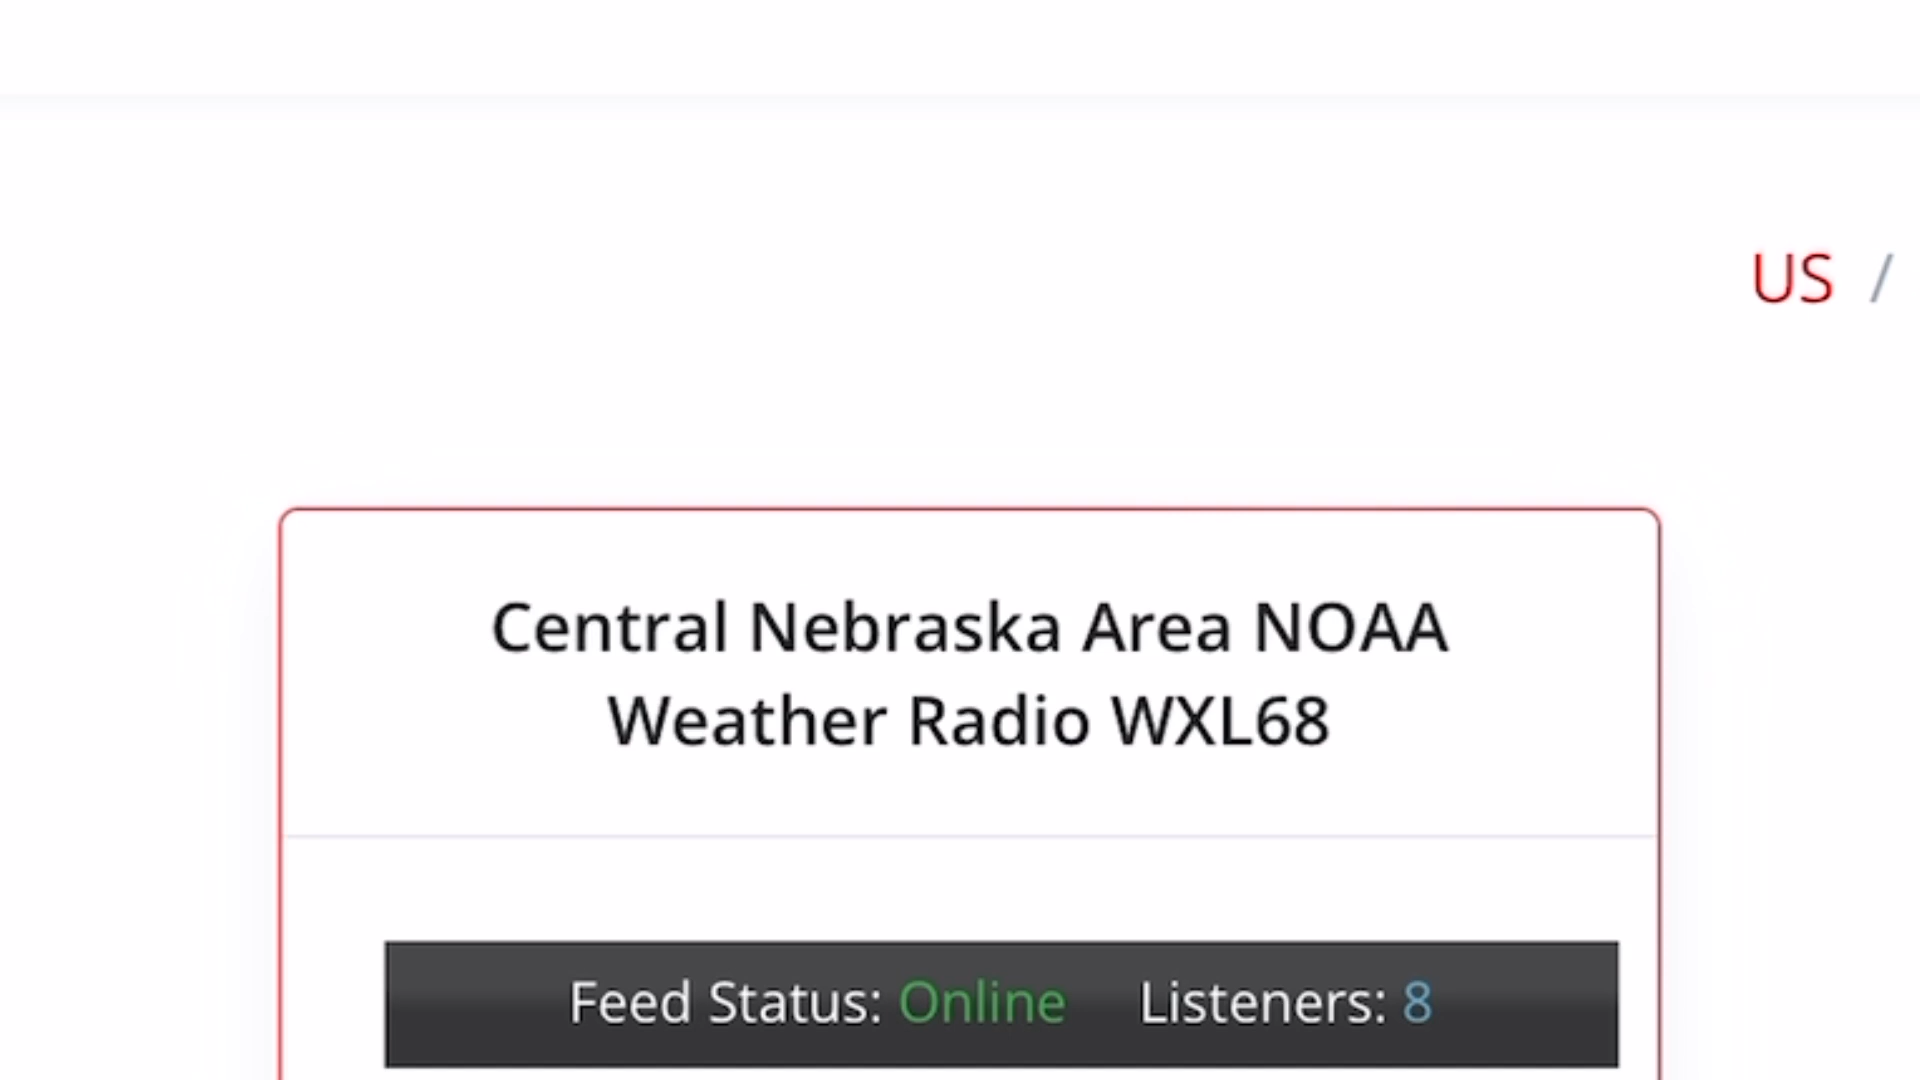 US /
Central Nebraska Area NOAA
Weather Radio WXL68
Feed Status: Online Listeners: 8